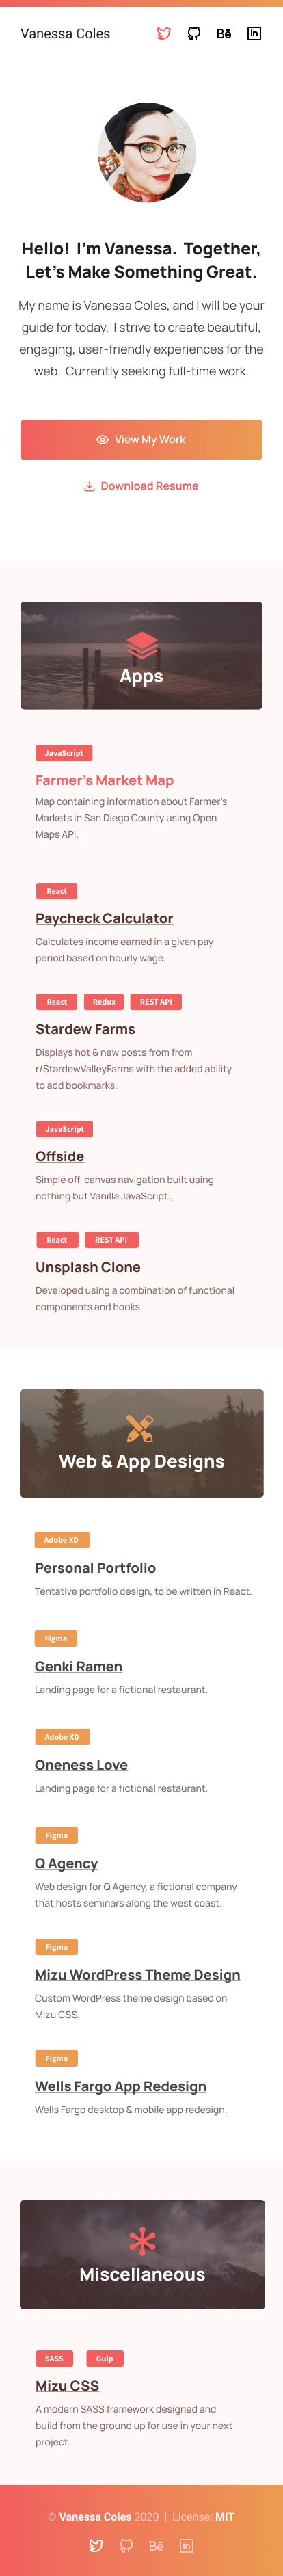 Vanessa Coles
Bē
in
Hello! I'm Vanessa. Together,
Let's Make Something Great.
My name is Vanessa Coles, and I will be your
guide for today. I strive to create beautiful,
engaging, user-friendly experiences for the
web. Currently seeking full-time work.
View My Work
Download Resume
Apps
JavaScript
Farmer's Market Map
Map containing information about Farmer's
Markets in San Diego County using Open
Maps API.
React
Paycheck Calculator
Calculates income earned in a given pay
period based on hourly wage.
React Redux REST API
Stardew Farms
Displays hot & new posts from from
r/StardewValleyFarms with the added ability
to add bookmarks.
JavaScript
Offside
Simple off-canvas navigation built using
nothing but Vanilla JavaScript.,
React REST API
Unsplash Clone
Developed using a combination of functional
components and hooks.
Web & App Designs
Adobe XD
Personal Portfolio
Tentative portfolio design, to be written in React.
Figma
Genki Ramen
Landing page for a fictional restaurant.
Adobe XD
Oneness Love
Landing page for a fictional restaurant.
Figma
Q Agency
Web design for Q Agency, a fictional company
that hosts seminars along the west coast.
Figma
Mizu WordPress Theme Design
Custom WordPress theme design based on
Mizu CSS.
Figma
Wells Fargo App Redesign
Wells Fargo desktop & mobile app redesign.
Miscellaneous
SASS Gulp
Mizu CSS
A modern SASS framework designed and
build from the ground up for use in your next
project.
© Vanessa Coles 2020 | License: MIT
Bē
in